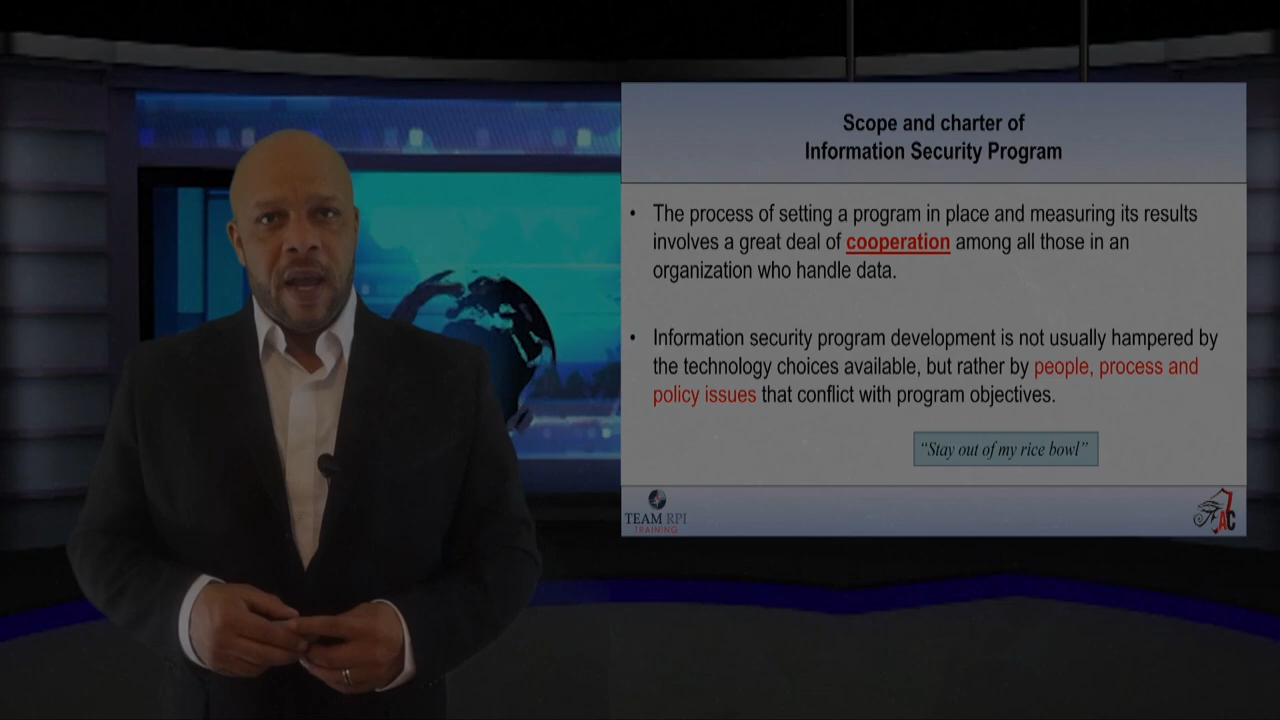 Scope and charter of
Information Security Program
• The process of setting a program in place and measuring its results
involves a great deal of cooperation among all those in an
organization who handle data.
• Information security program development is not usually hampered by
the technology choices available, but rather by people, process and
policy issues that conflict with program objectives.
“Stay out of my rice bowl”
TEAM RPI
TRAINING
AC